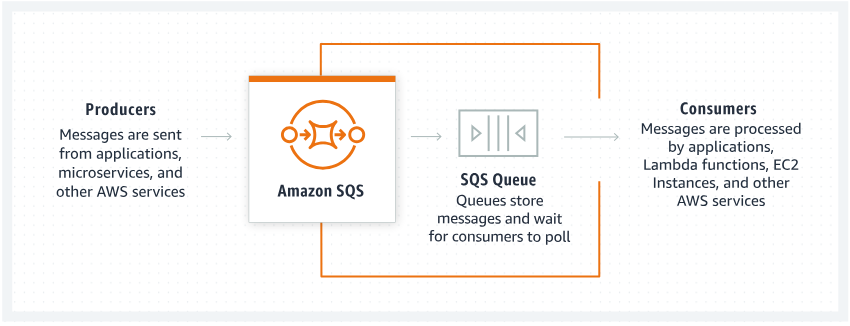 Producers
Messages are sent
from applications,
microservices, and
other AWS services
Amazon SQS
SQS Queue
Queues store
messages and wait
for consumers to poll
Consumers
Messages are processed
by applications,
Lambda functions, EC2
Instances, and other
AWS services